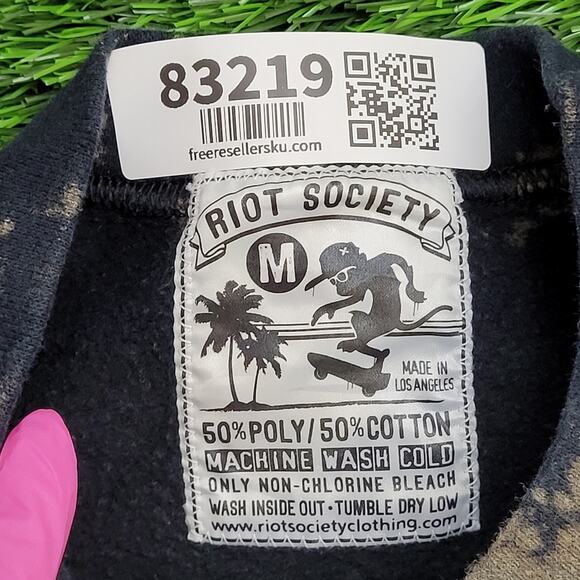 83219
freeresellersku.com
RIOT SOCIETY
M
MADE IN
LOS ANGELES
50% POLY/50% COTTON
MACHINE WASH COLD
ONLY NON-CHLORINE BLEACH
WASH INSIDE OUT • TUMBLE DRY LOW
www.riotsocietyclothing.com